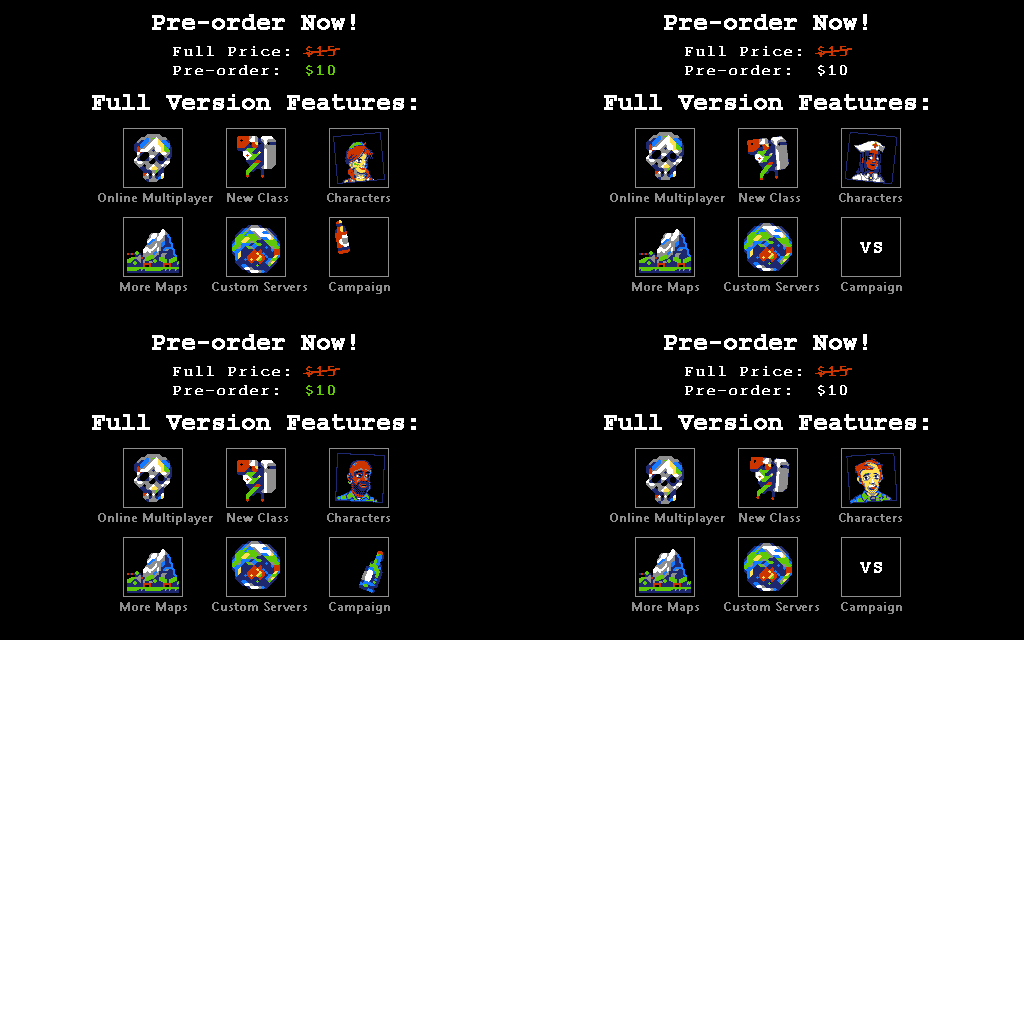 Pre-order Now!
Full Price: $15
Pre-order: $10
Full Version Features:
Online Multiplayer New Class Characters
More Maps Custom Servers Campaign
Pre-order Now!
Full Price: $15
Pre-order: $10
Full Version Features:
Online Multiplayer New Class Characters
VS
More Maps Custom Servers Campaign
Pre-order Now!
Full Price: $15
Pre-order: $10
Full Version Features:
Online Multiplayer New Class Characters
More Maps Custom Servers Campaign
Pre-order Now!
Full Price: $15
Pre-order: $10
Full Version Features:
Online Multiplayer New Class Characters
VS
More Maps Custom Servers Campaign